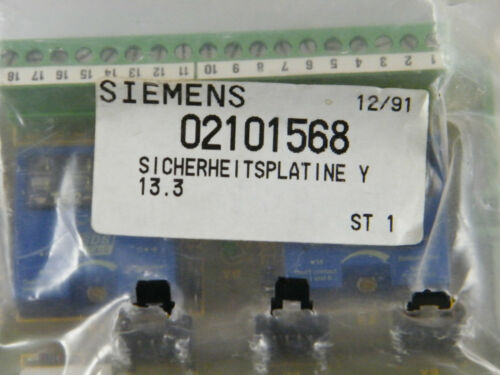 18 17 16 15 14 13 12 11 10 9 8 7 6 5 4 3 2 1
SIEMENS 12/91
02101568
SICHERHEITSPLATINE Y
13.3
ST 1